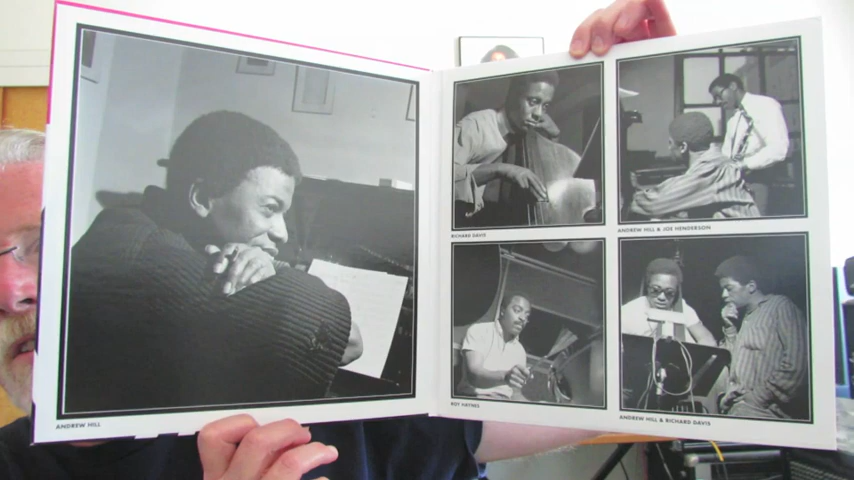 ANDREW HILL
RICHARD DAVIS
ANDREW HILL & JOE HENDERSON
ROY HAYNES
ANDREW HILL & RICHARD DAVIS